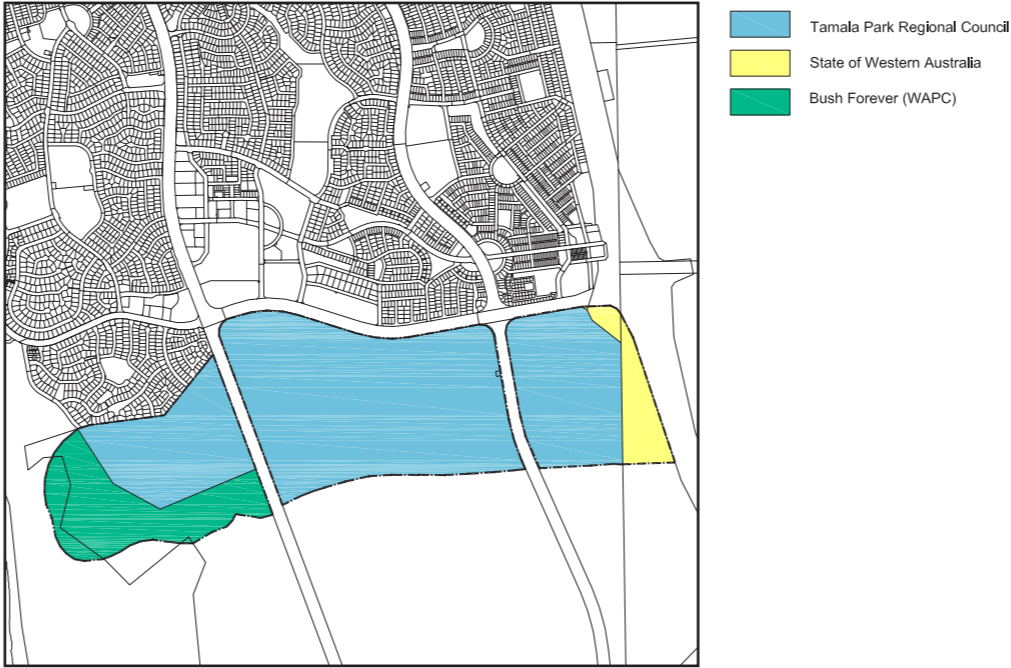 Tamala Park Regional Council
State of Western Australia
Bush Forever (WAPC)